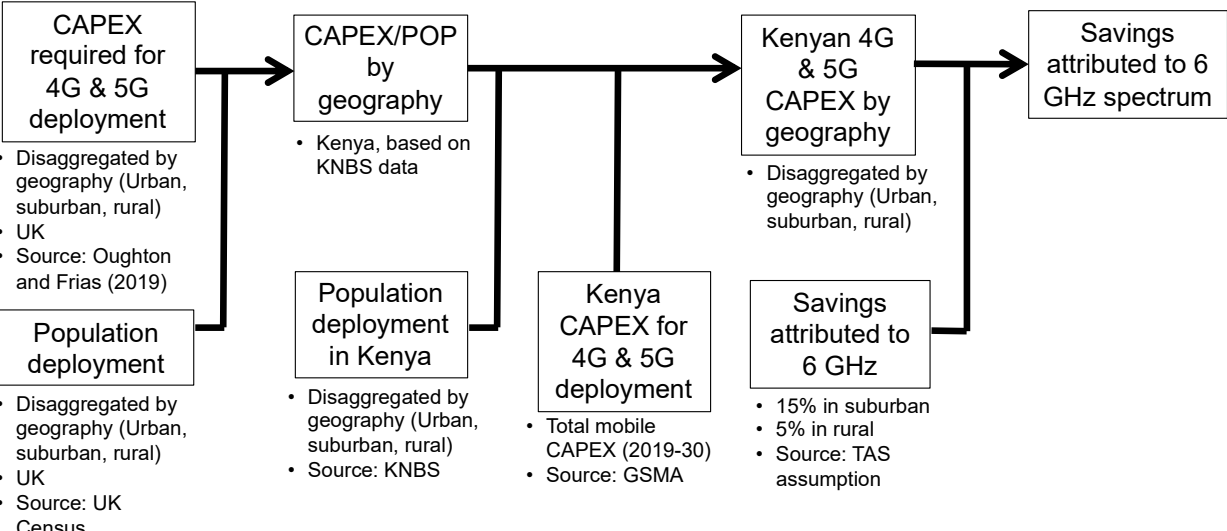 CAPEX
required for
4G & 5G
deployment
• Disaggregated by
geography (Urban,
suburban, rural)
• UK
• Source: Oughton
and Frias (2019)
Population
deployment
• Disaggregated by
geography (Urban,
suburban, rural)
• UK
• Source: UK
Census
CAPEX/POP
by
geography
• Kenya, based on
KNBS data
Population
deployment
in Kenya
• Disaggregated by
geography (Urban,
suburban, rural)
• Source: KNBS
Kenya
CAPEX for
4G & 5G
deployment
• Total mobile
CAPEX (2019-30)
• Source: GSMA
Kenyan 4G
& 5G
CAPEX by
geography
• Disaggregated by
geography (Urban,
suburban, rural)
Savings
attributed to
6 GHz
• 15% in suburban
• 5% in rural
• Source: TAS
assumption
Savings
attributed to 6
GHz spectrum